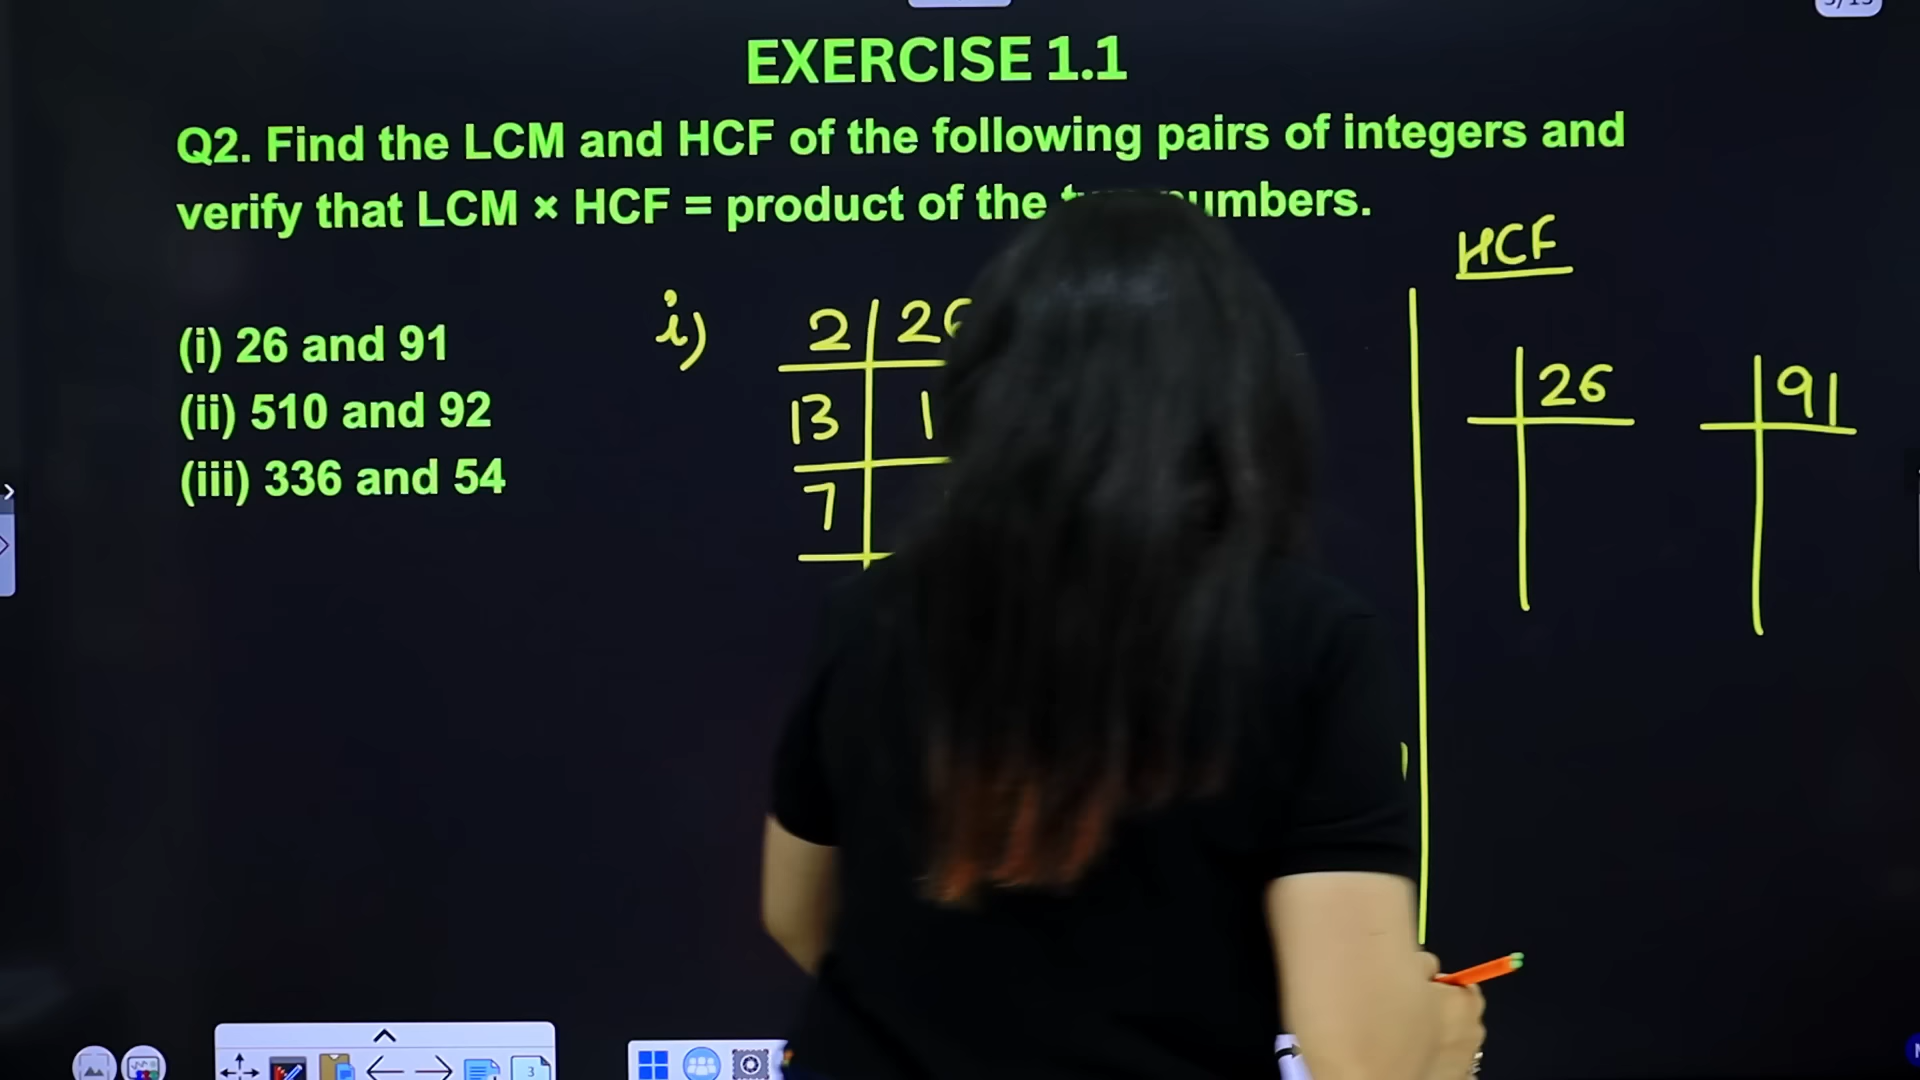 EXERCISE 1.1
Q2. Find the LCM and HCF of the following pairs of integers and
verify that LCM × HCF = product of the numbers.
HCF
(i) 26 and 91
(ii) 510 and 92
(iii) 336 and 54
i)
2 26
13 1
7
26
91
3